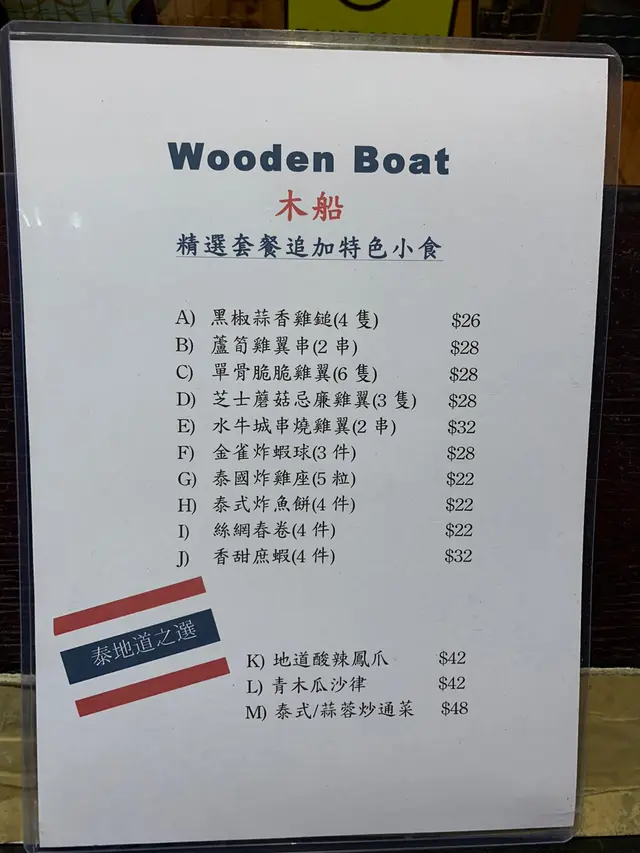 Wooden Boat
木船
精選套餐追加特色小食
A) 黑椒蒜香雞鎚(4 隻) $26
B) 蘆筍雞翼串(2 串) $28
C) 單骨脆脆雞翼(6 隻) $28
D) 芝士蘑菇忌廉雞翼(3 隻) $28
E) 水牛城串燒雞翼(2 串) $32
F) 金雀炸蝦球(3 件) $28
G) 泰國炸雞座(5 粒) $22
H) 泰式炸魚餅(4 件) $22
I) 絲網春卷(4 件) $22
J) 香甜庶蝦(4 件) $32
泰地道之選
K) 地道酸辣鳳爪 $42
L) 青木瓜沙律 $42
M) 泰式/蒜蓉炒通菜 $48